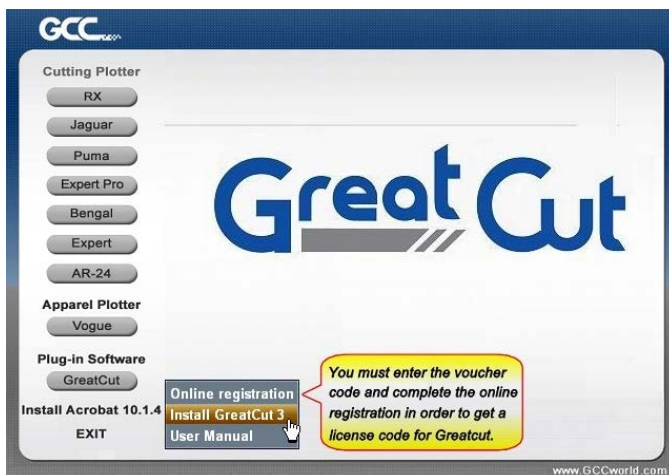 GCC
Cutting Plotter
RX
Jaguar
Puma
Expert Pro
Bengal
Expert
AR-24
Apparel Plotter
Vogue
Plug-in Software
GreatCut
Install Acrobat 10.1.4
EXIT
Great Cut
Online registration
Install GreatCut 3
User Manual
You must enter the voucher
code and complete the online
registration in order to get a
license code for Greatcut.
www.GCCworld.com